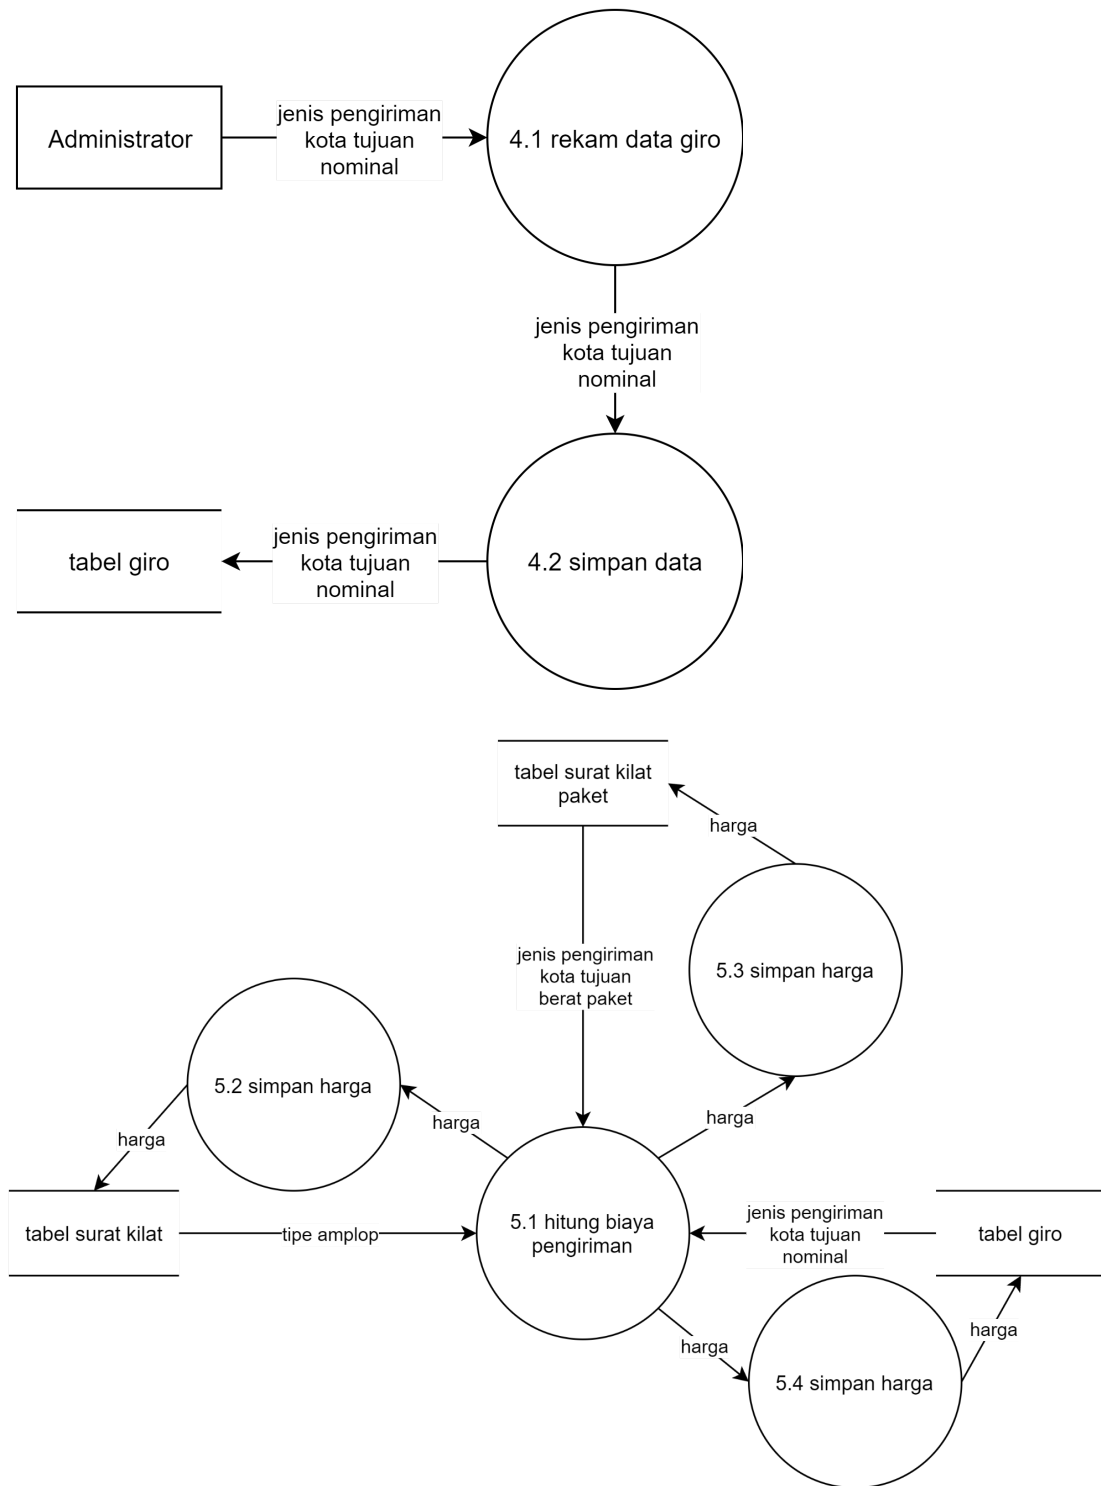 Administrator
jenis pengiriman
kota tujuan
nominal
4.1 rekam data giro
jenis pengiriman
kota tujuan
nominal
tabel giro
jenis pengiriman
kota tujuan
nominal
4.2 simpan data
tabel surat kilat
paket
harga
jenis pengiriman
kota tujuan
berat paket
5.3 simpan harga
5.2 simpan harga
harga
harga
harga
tabel surat kilat
tipe amplop
5.1 hitung biaya
pengiriman
jenis pengiriman
kota tujuan
nominal
tabel giro
harga
harga
5.4 simpan harga